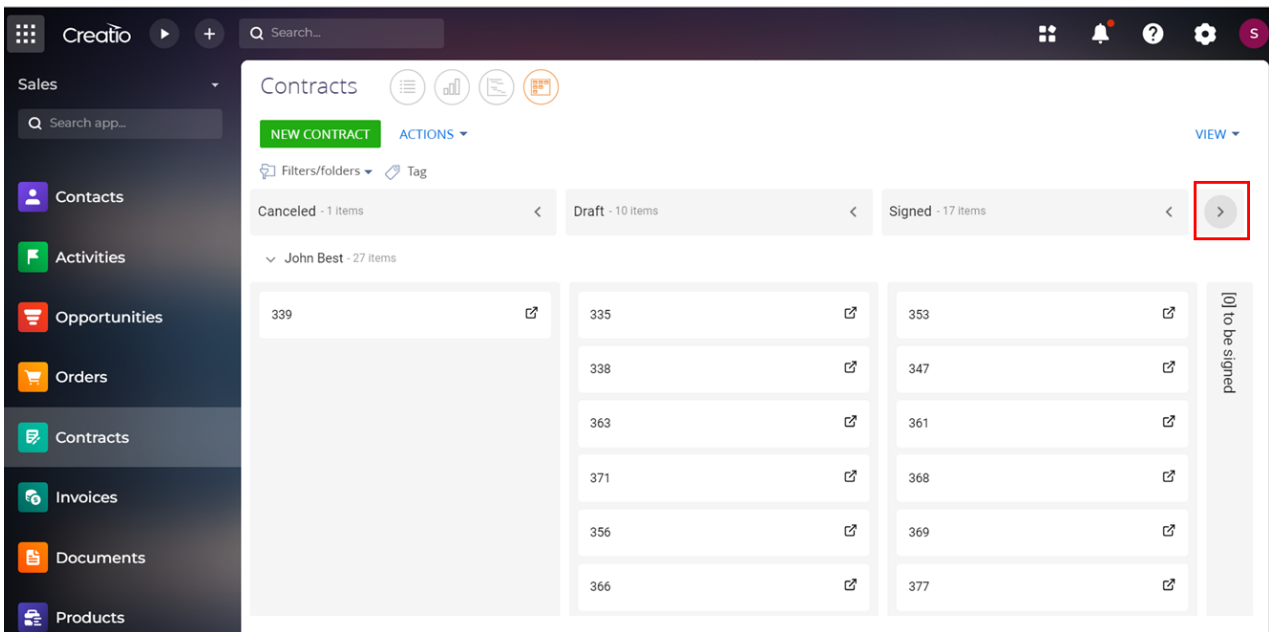 Creatio
Search...
S
Sales
Search app...
Contacts
Activities
Opportunities
Orders
Contracts
Invoices
Documents
Products
Contracts
NEW CONTRACT ACTIONS VIEW
Filters/folders Tag
Canceled - 1 items Draft - 10 items Signed - 17 items
John Best - 27 items
339 335 353
338 347
363 361
371 368
356 369
366 377
[0] to be signed